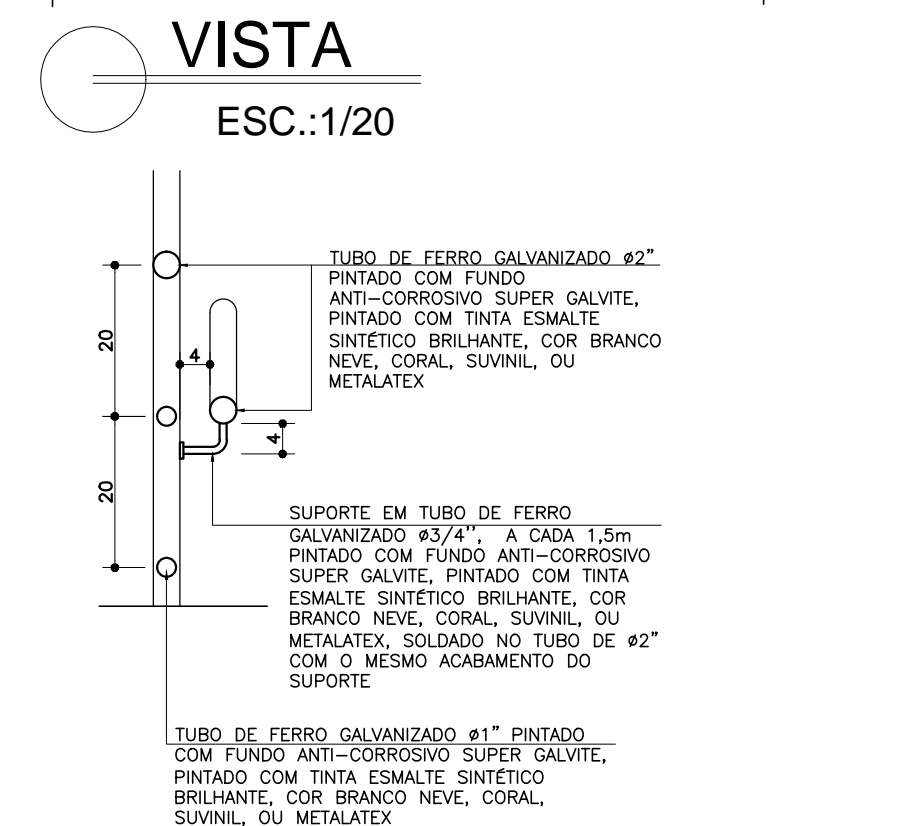 VISTA
ESC.:1/20
TUBO DE FERRO GALVANIZADO ø2”
PINTADO COM FUNDO
ANTI-CORROSIVO SUPER GALVITE,
PINTADO COM TINTA ESMALTE
SINTÉTICO BRILHANTE, COR BRANCO
NEVE, CORAL, SUVINIL, OU
METALATEX
20
4
4
20
SUPORTE EM TUBO DE FERRO
GALVANIZADO ø3/4'', A CADA 1,5m
PINTADO COM FUNDO ANTI-CORROSIVO
SUPER GALVITE, PINTADO COM TINTA
ESMALTE SINTÉTICO BRILHANTE, COR
BRANCO NEVE, CORAL, SUVINIL, OU
METALATEX, SOLDADO NO TUBO DE ø2”
COM O MESMO ACABAMENTO DO
SUPORTE
TUBO DE FERRO GALVANIZADO ø1” PINTADO
COM FUNDO ANTI-CORROSIVO SUPER GALVITE,
PINTADO COM TINTA ESMALTE SINTÉTICO
BRILHANTE, COR BRANCO NEVE, CORAL,
SUVINIL, OU METALATEX